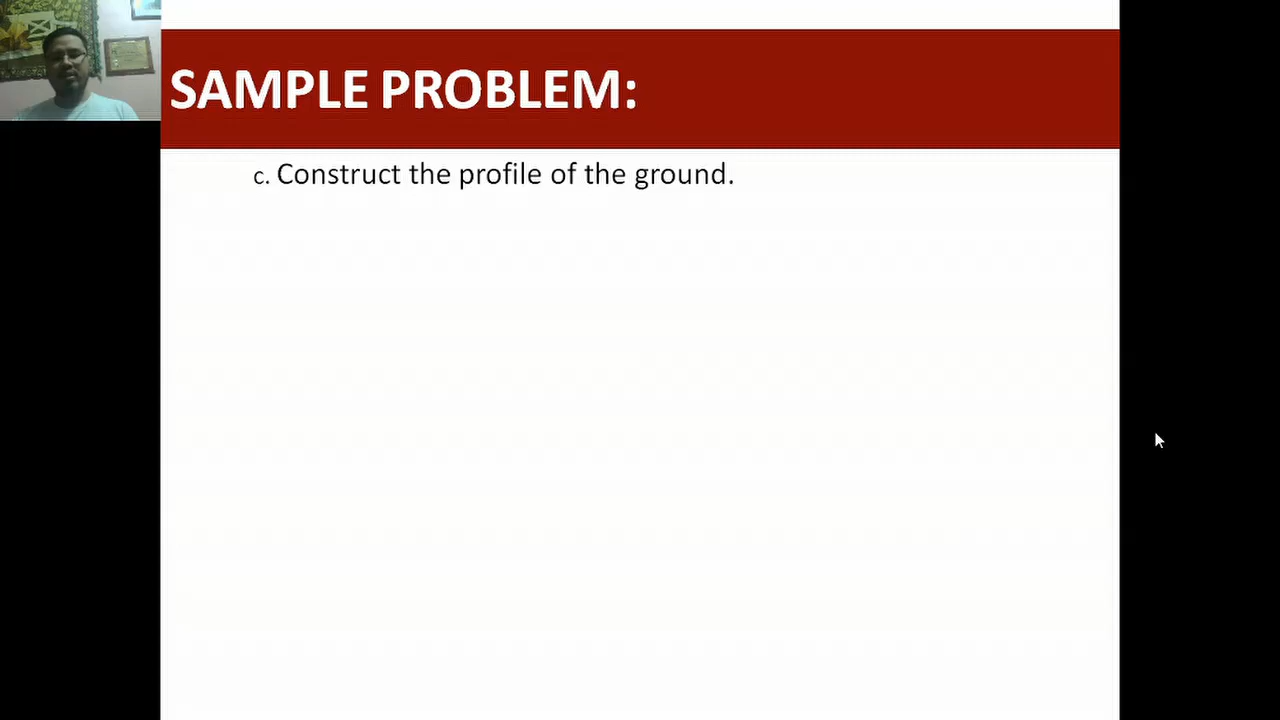 SAMPLE PROBLEM:
c. Construct the profile of the ground.